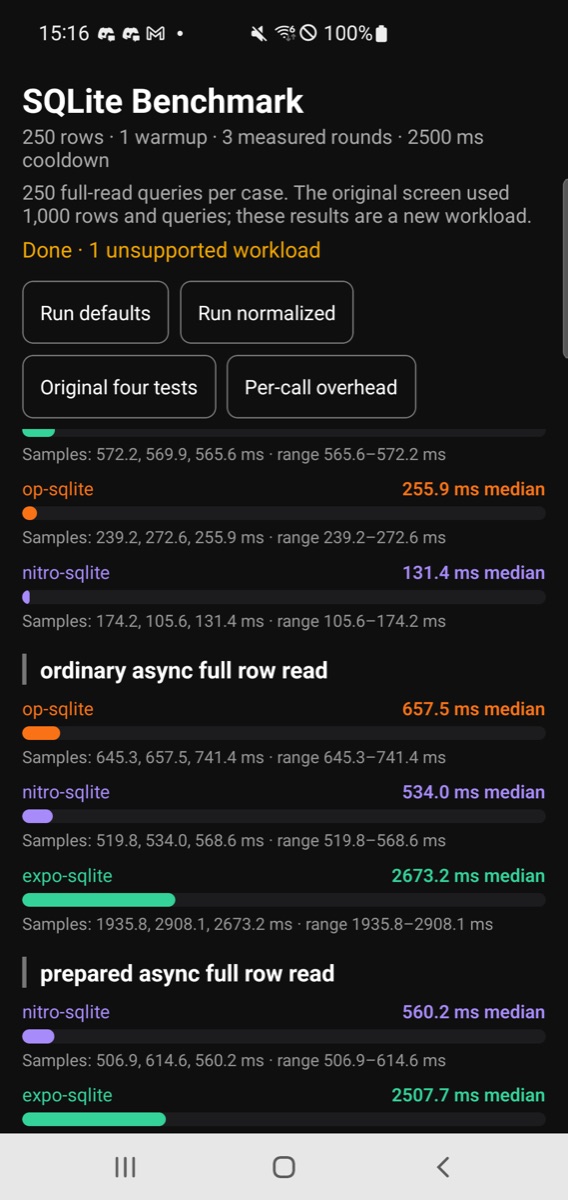 15:16 100%
SQLite Benchmark
250 rows · 1 warmup · 3 measured rounds · 2500 ms
cooldown
250 full-read queries per case. The original screen used
1,000 rows and queries; these results are a new workload.
Done · 1 unsupported workload
Run defaults Run normalized
Original four tests Per-call overhead
Samples: 572.2, 569.9, 565.6 ms · range 565.6–572.2 ms
op-sqlite 255.9 ms median
Samples: 239.2, 272.6, 255.9 ms · range 239.2–272.6 ms
nitro-sqlite 131.4 ms median
Samples: 174.2, 105.6, 131.4 ms · range 105.6–174.2 ms
ordinary async full row read
op-sqlite 657.5 ms median
Samples: 645.3, 657.5, 741.4 ms · range 645.3–741.4 ms
nitro-sqlite 534.0 ms median
Samples: 519.8, 534.0, 568.6 ms · range 519.8–568.6 ms
expo-sqlite 2673.2 ms median
Samples: 1935.8, 2908.1, 2673.2 ms · range 1935.8–2908.1 ms
prepared async full row read
nitro-sqlite 560.2 ms median
Samples: 506.9, 614.6, 560.2 ms · range 506.9–614.6 ms
expo-sqlite 2507.7 ms median